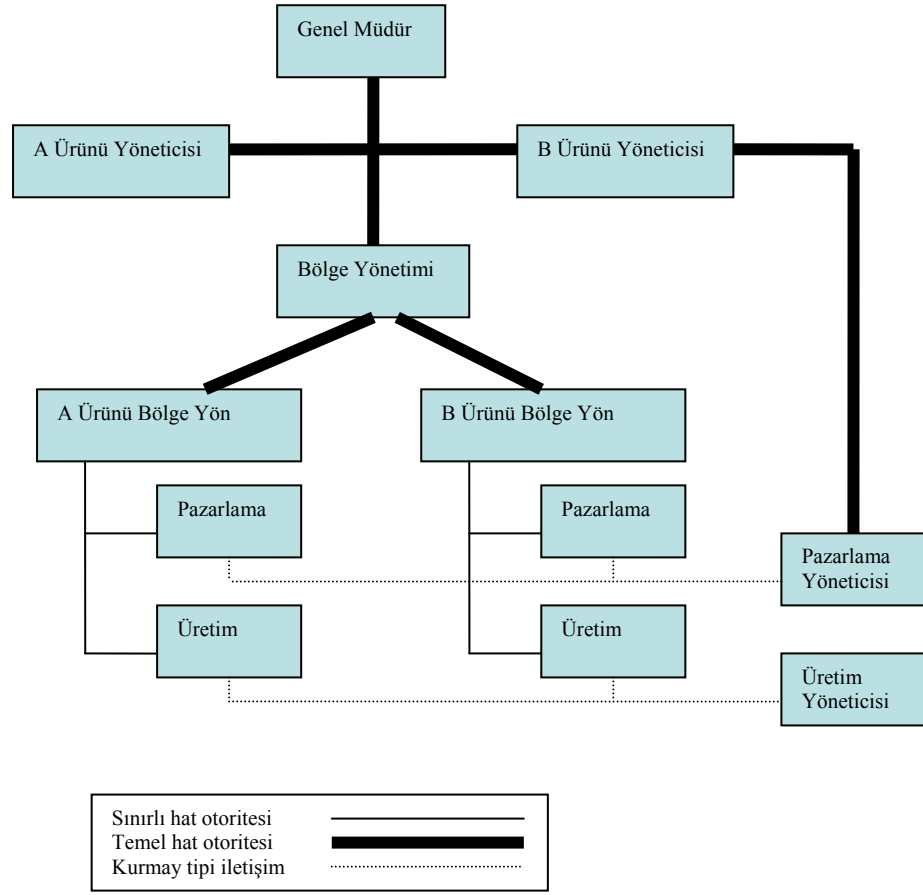 Genel Müdür
A Ürünü Yöneticisi
B Ürünü Yöneticisi
Bölge Yönetimi
A Ürünü Bölge Yön
B Ürünü Bölge Yön
Pazarlama
Pazarlama
Pazarlama
Yöneticisi
Üretim
Üretim
Üretim
Yöneticisi
Sınırlı hat otoritesi
Temel hat otoritesi
Kurmay tipi iletişim